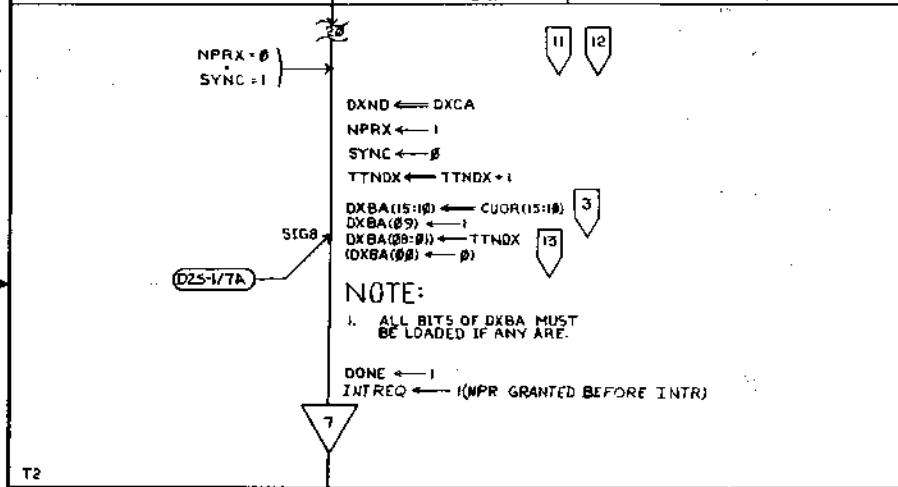 20
11 12
NPRX = Ø
SYNC = 1
DXND ⟸ DXCA
NPRX ⟵ 1
SYNC ⟵ Ø
TTNDX ⟵ TTNDX + 1
DXBA(15:1Ø) ⟵ CUOR(15:1Ø) 3
DXBA(Ø9) ⟵ 1
SIG8 DXBA(Ø8:Ø1) ⟵ TTNDX 13
(DXBA(ØØ) ⟵ Ø)
D25-1/7A
NOTE:
1. ALL BITS OF DXBA MUST
BE LOADED IF ANY ARE.
DONE ⟵ 1
INTREQ ⟵ 1(NPR GRANTED BEFORE INTR)
7
T2